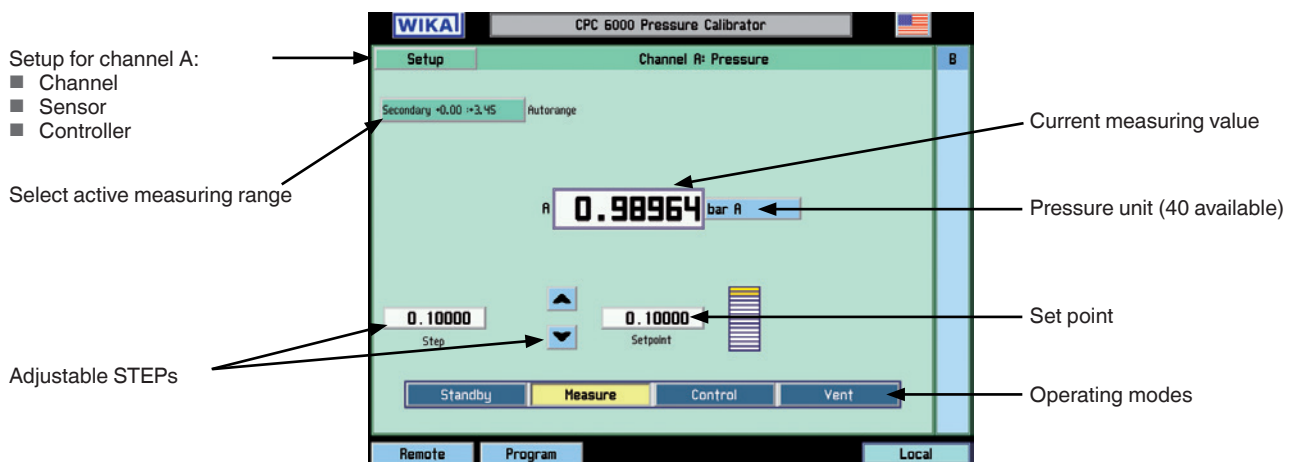 WIKA
CPC 6000 Pressure Calibrator
Setup for channel A:
■ Channel
■ Sensor
■ Controller
Select active measuring range
Adjustable STEPs
Setup
Channel A: Pressure
B
Secondary +0.00 :+3.45
Autorange
A
0.98964
bar A
0.10000
Step
0.10000
Setpoint
Standby
Measure
Control
Vent
Remote
Program
Local
Current measuring value
Pressure unit (40 available)
Set point
Operating modes